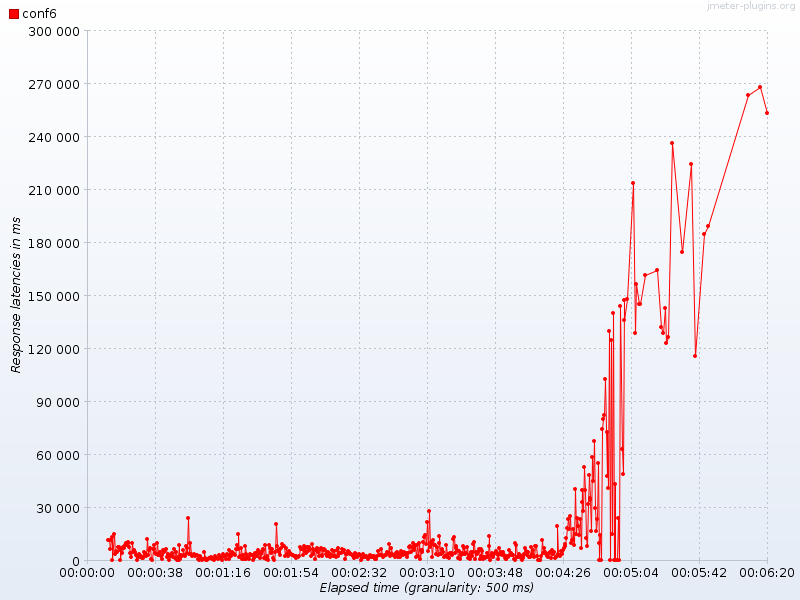 jmeter-plugins.org
conf6
300 000
270 000
240 000
210 000
180 000
150 000
120 000
90 000
60 000
30 000
0
Response latencies in ms
00:00:00 00:00:38 00:01:16 00:01:54 00:02:32 00:03:10 00:03:48 00:04:26 00:05:04 00:05:42 00:06:20
Elapsed time (granularity: 500 ms)